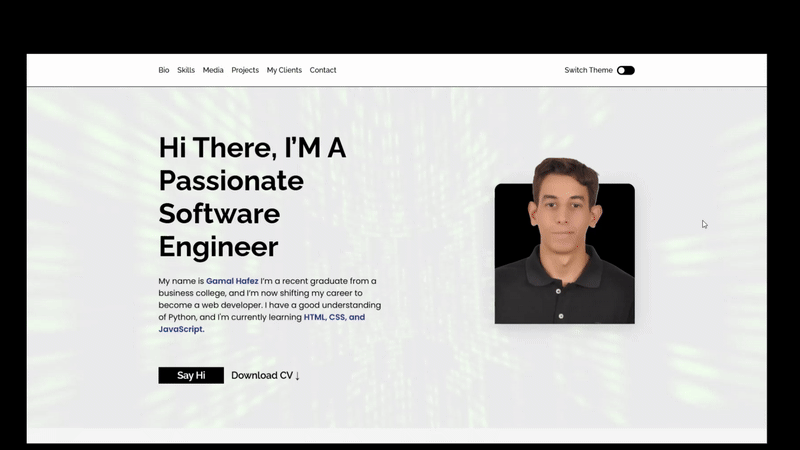 Bio Skills Media Projects My Clients Contact Switch Theme
Hi There, I'M A
Passionate
Software
Engineer
My name is Gamal Hafez I'm a recent graduate from a
business college, and I'm now shifting my career to
become a web developer. I have a good understanding
of Python, and I'm currently learning HTML, CSS, and
JavaScript.
Say Hi Download CV ↓